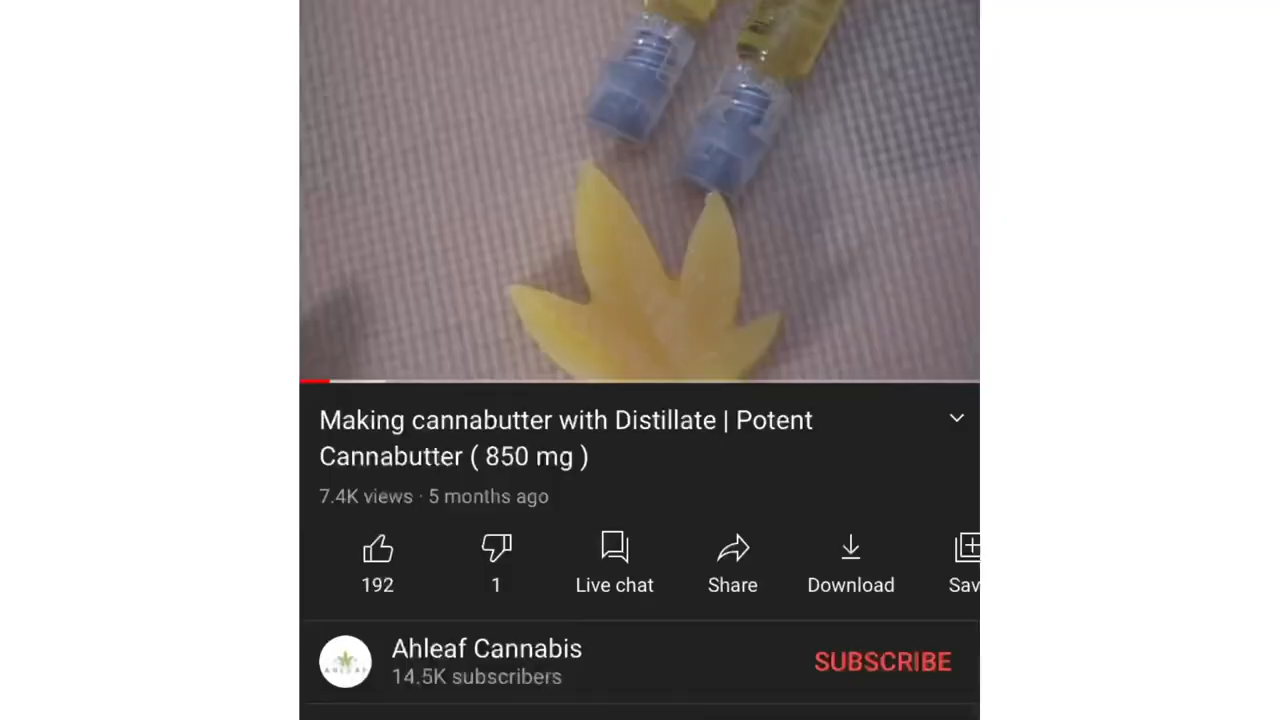 Making cannabutter with Distillate | Potent
Cannabutter ( 850 mg )
7.4K views · 5 months ago
192
1
Live chat
Share
Download
Sav
Ahleaf Cannabis
14.5K subscribers
SUBSCRIBE
AHLEAF